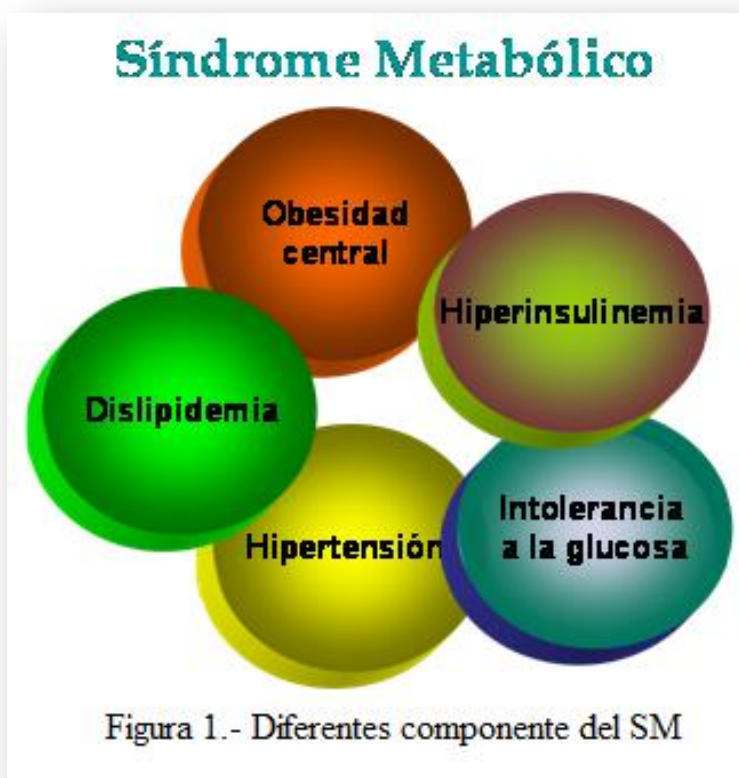 Síndrome Metabólico
Obesidad
central
Hiperinsulinemia
Dislipidemia
Intolerancia
a la glucosa
Hipertensión
Figura 1.- Diferentes componente del SM